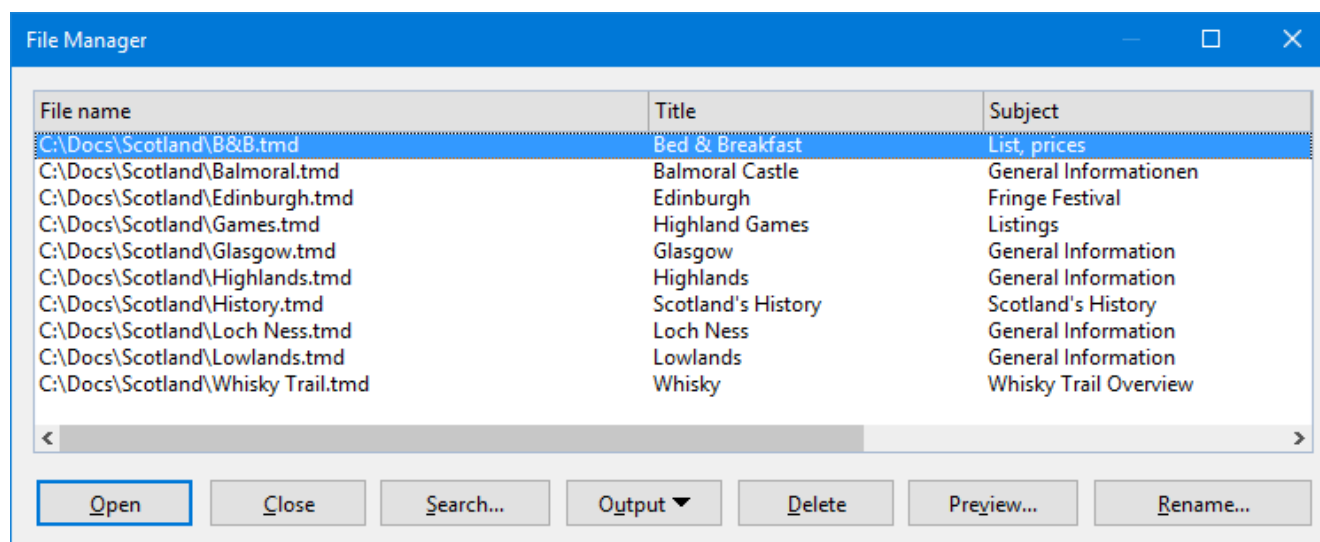 File Manager
File name Title Subject
C:\Docs\Scotland\B&B.tmd Bed & Breakfast List, prices
C:\Docs\Scotland\Balmoral.tmd Balmoral Castle General Informationen
C:\Docs\Scotland\Edinburgh.tmd Edinburgh Fringe Festival
C:\Docs\Scotland\Games.tmd Highland Games Listings
C:\Docs\Scotland\Glasgow.tmd Glasgow General Information
C:\Docs\Scotland\Highlands.tmd Highlands General Information
C:\Docs\Scotland\History.tmd Scotland's History Scotland's History
C:\Docs\Scotland\Loch Ness.tmd Loch Ness General Information
C:\Docs\Scotland\Lowlands.tmd Lowlands General Information
C:\Docs\Scotland\Whisky Trail.tmd Whisky Whisky Trail Overview
Open Close Search... Output Delete Preview... Rename...